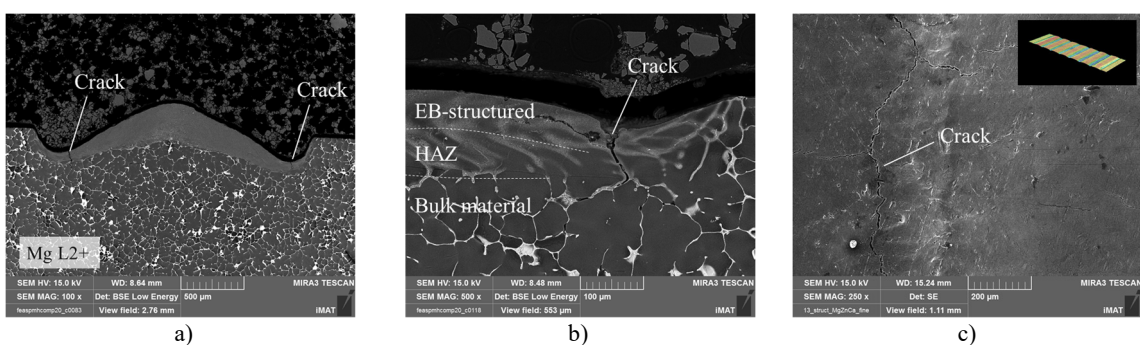 Crack
Crack
Mg L2+
SEM HV: 15.0 kV WD: 8.64 mm MIRA3 TESCAN
SEM MAG: 100 x Det: BSE Low Energy 500 µm
feaspmhcomp20_c0083 View field: 2.76 mm iMAT
a)
Crack
EB-structured
HAZ
Bulk material
SEM HV: 15.0 kV WD: 8.48 mm MIRA3 TESCAN
SEM MAG: 500 x Det: BSE Low Energy 100 µm
feaspmhcomp20_c0118 View field: 553 µm iMAT
b)
Crack
SEM HV: 15.0 kV WD: 15.24 mm MIRA3 TESCAN
SEM MAG: 250 x Det: SE 200 µm
13_struct_MgZnCa_fine View field: 1.11 mm iMAT
c)